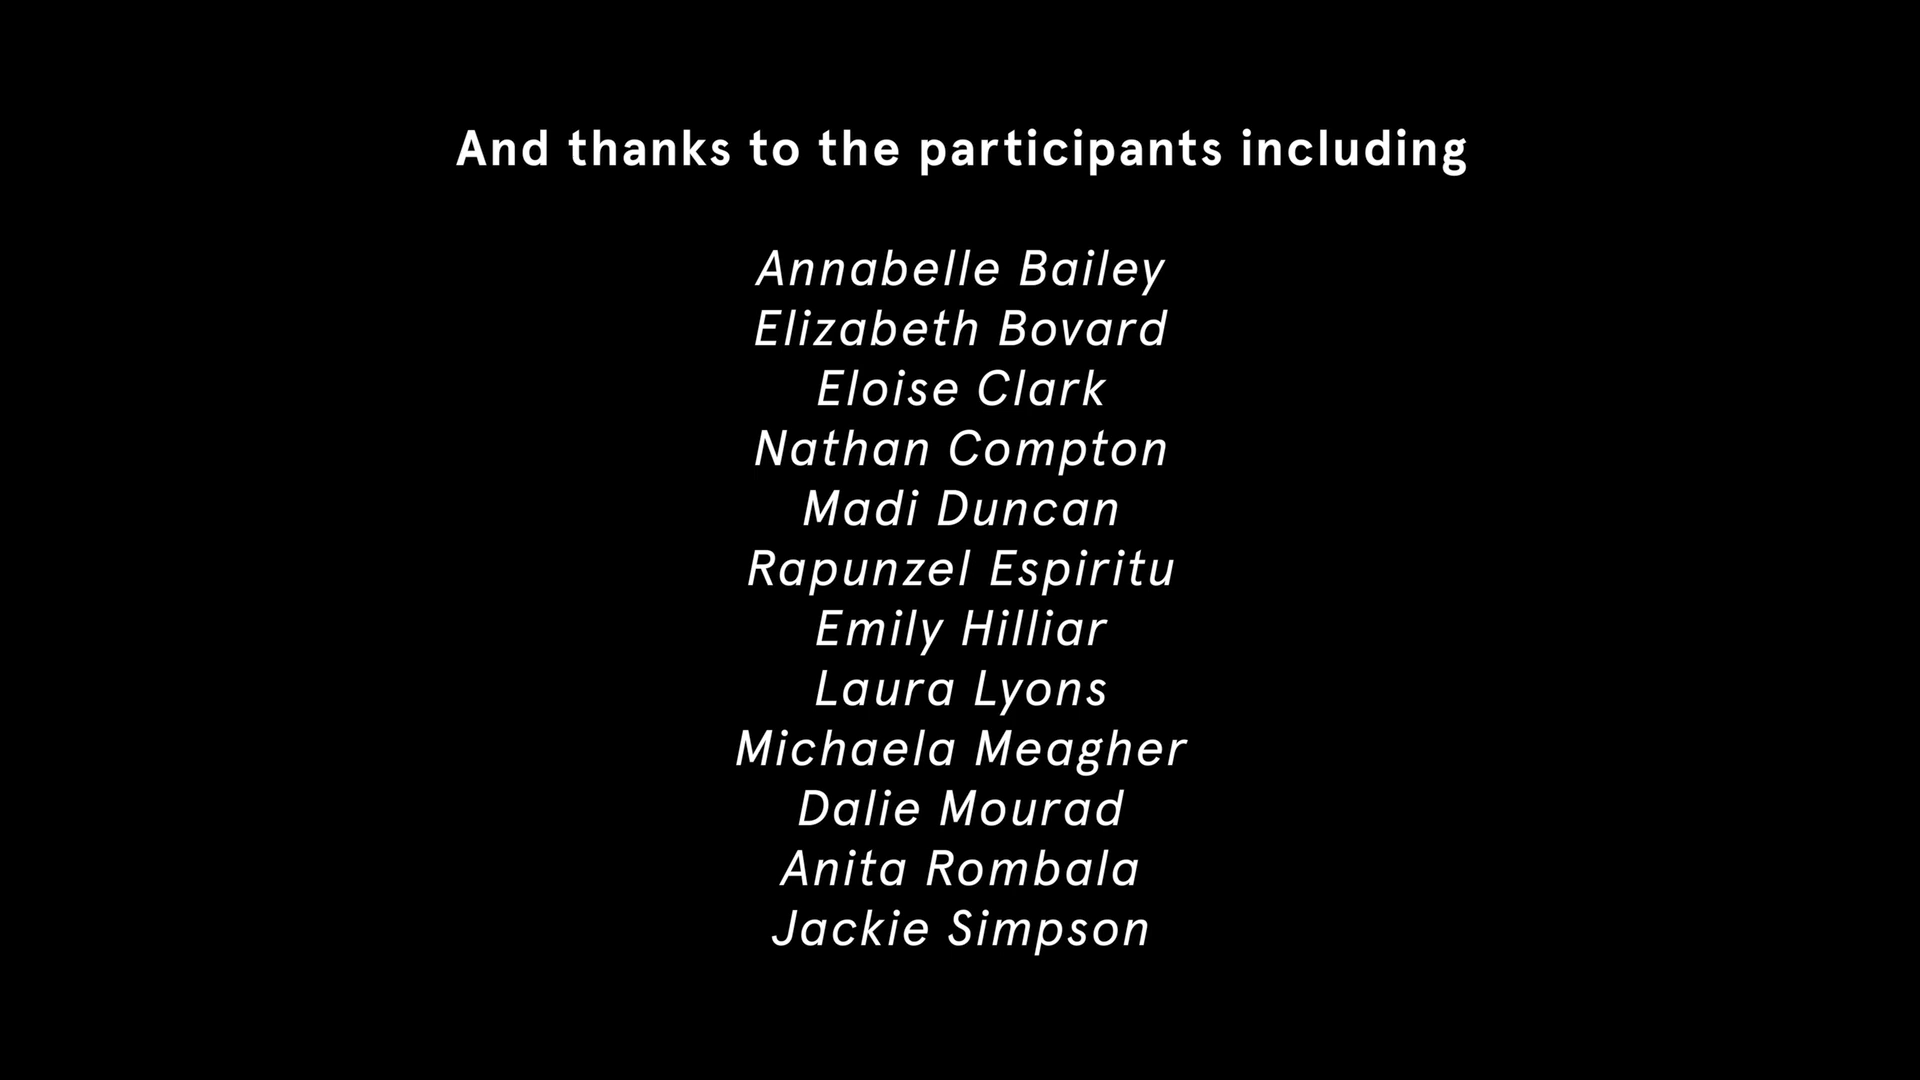 And thanks to the participants including
Annabelle Bailey
Elizabeth Bovard
Eloise Clark
Nathan Compton
Madi Duncan
Rapunzel Espiritu
Emily Hilliar
Laura Lyons
Michaela Meagher
Dalie Mourad
Anita Rombala
Jackie Simpson